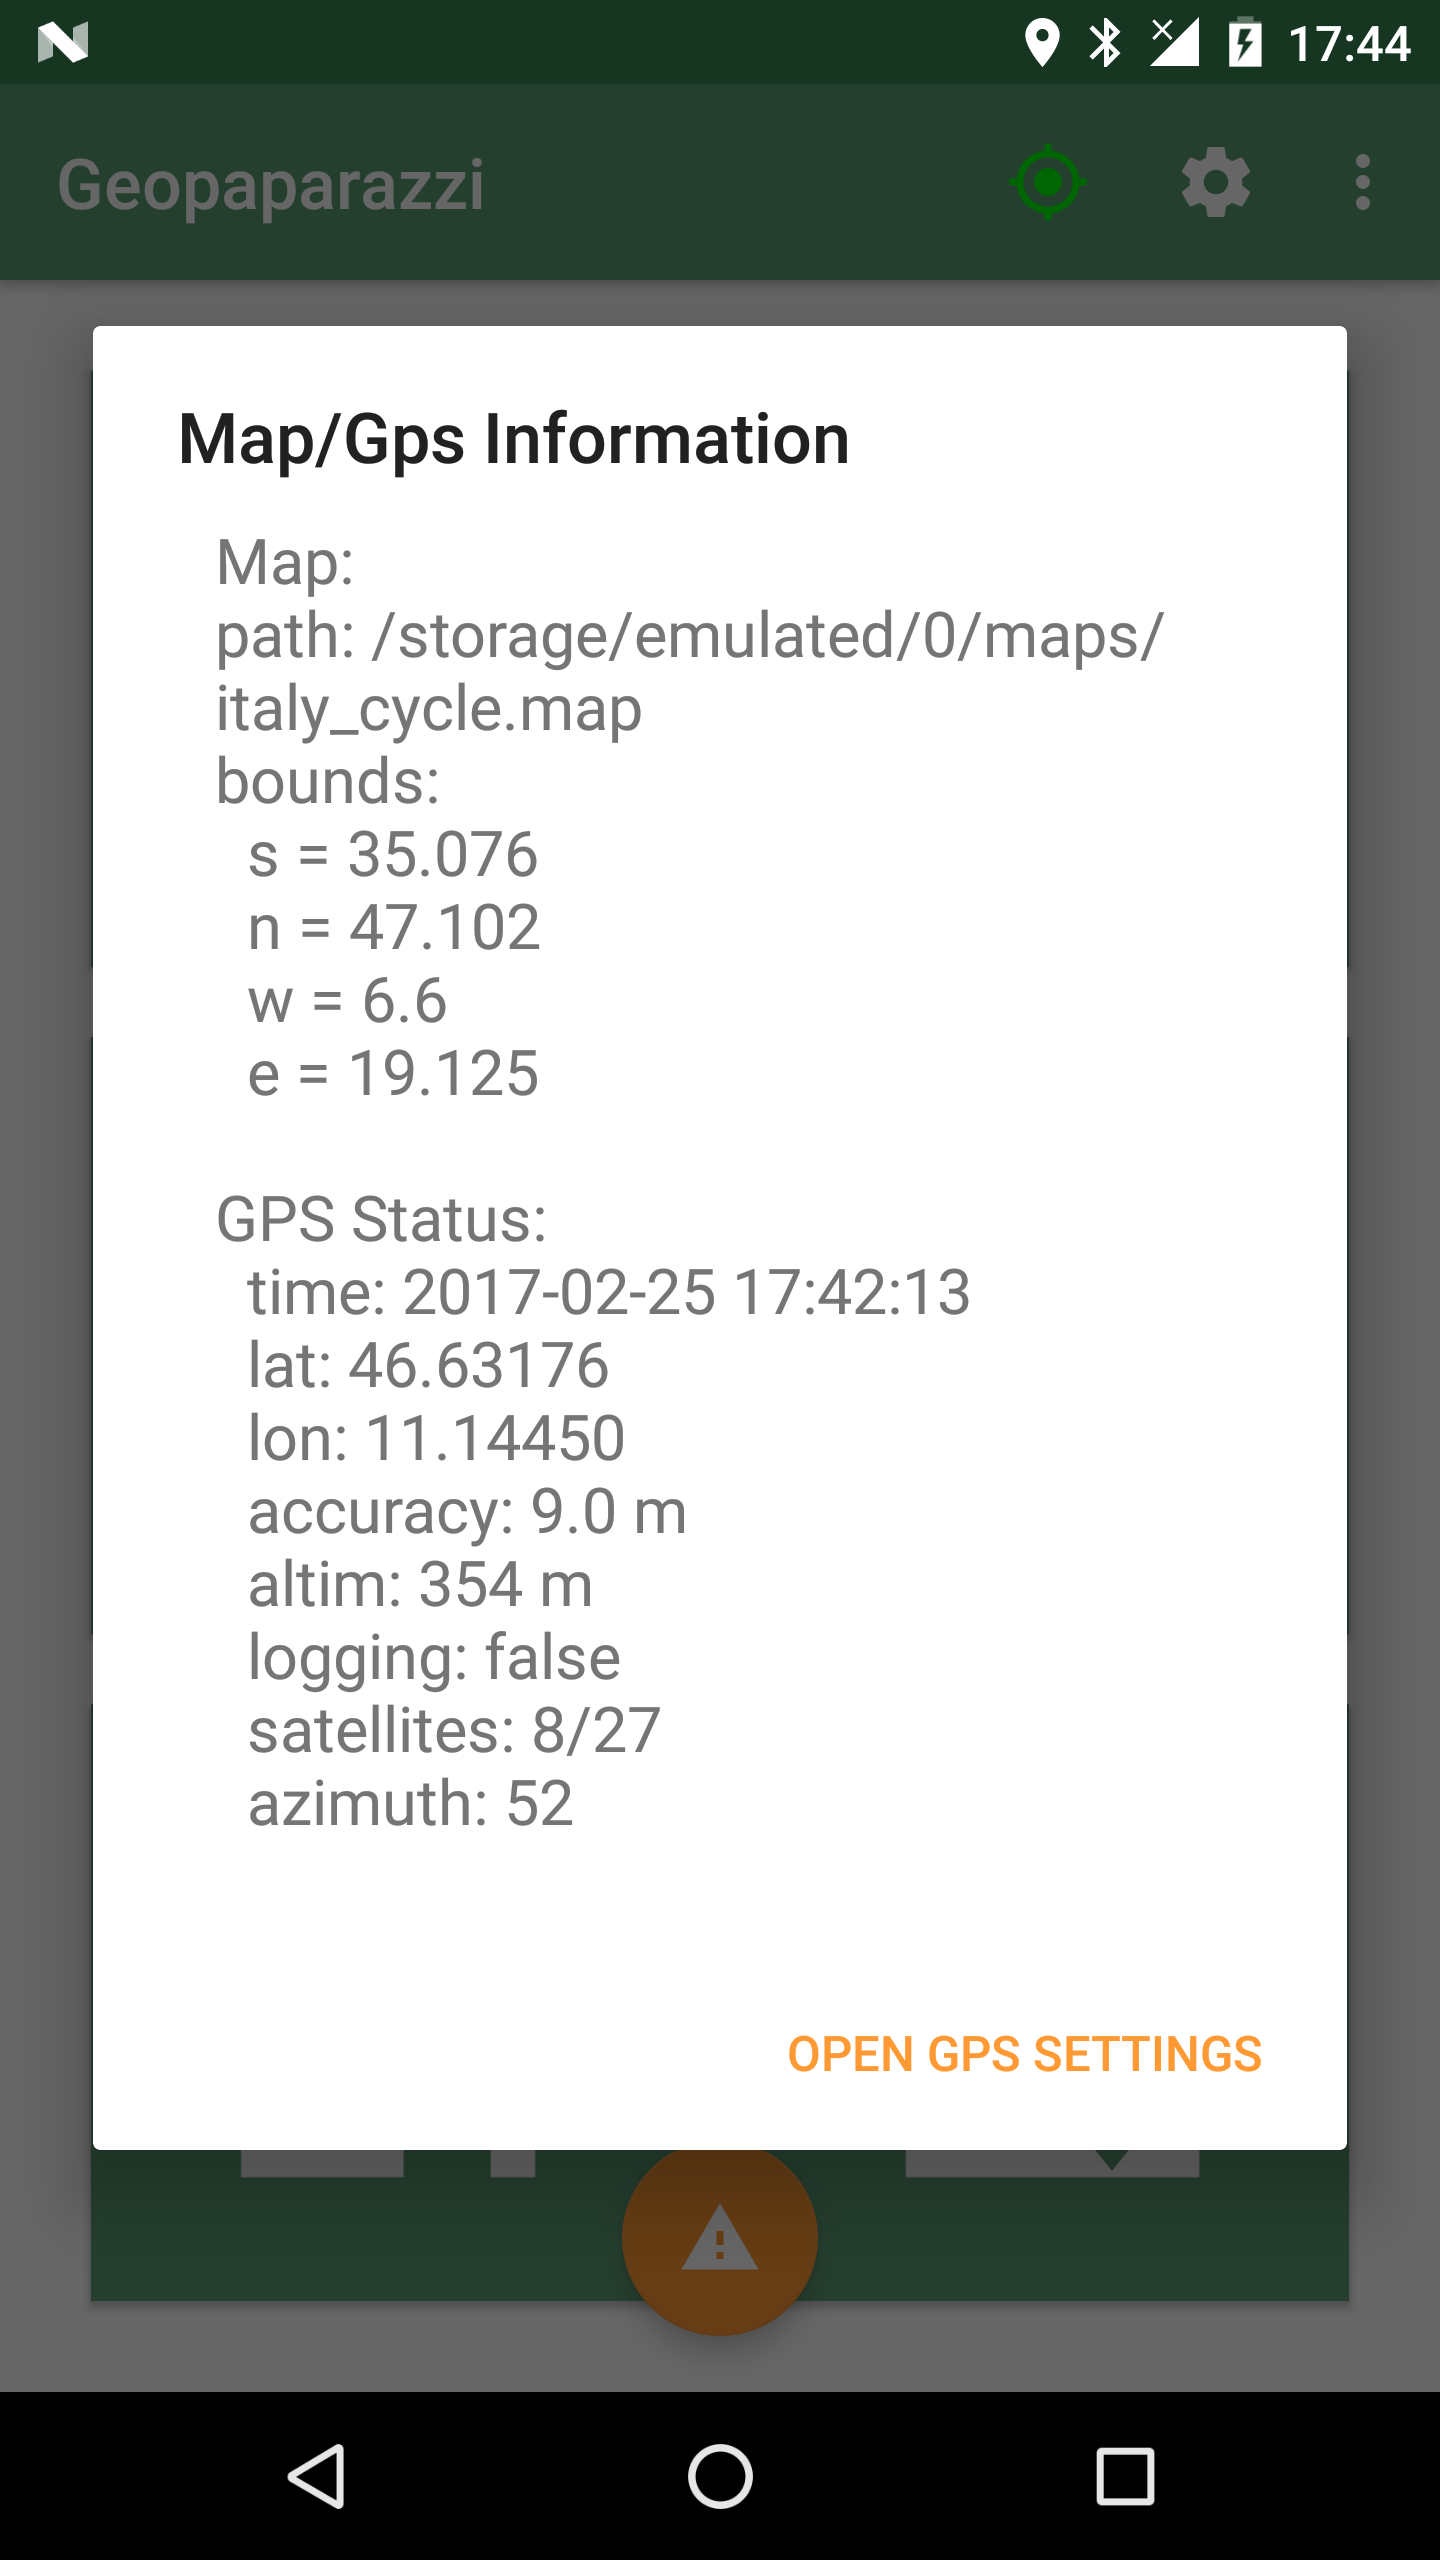 17:44
Geopaparazzi
Map/Gps Information
Map:
path: /storage/emulated/0/maps/
italy_cycle.map
bounds:
s = 35.076
n = 47.102
w = 6.6
e = 19.125
GPS Status:
time: 2017-02-25 17:42:13
lat: 46.63176
lon: 11.14450
accuracy: 9.0 m
altim: 354 m
logging: false
satellites: 8/27
azimuth: 52
OPEN GPS SETTINGS